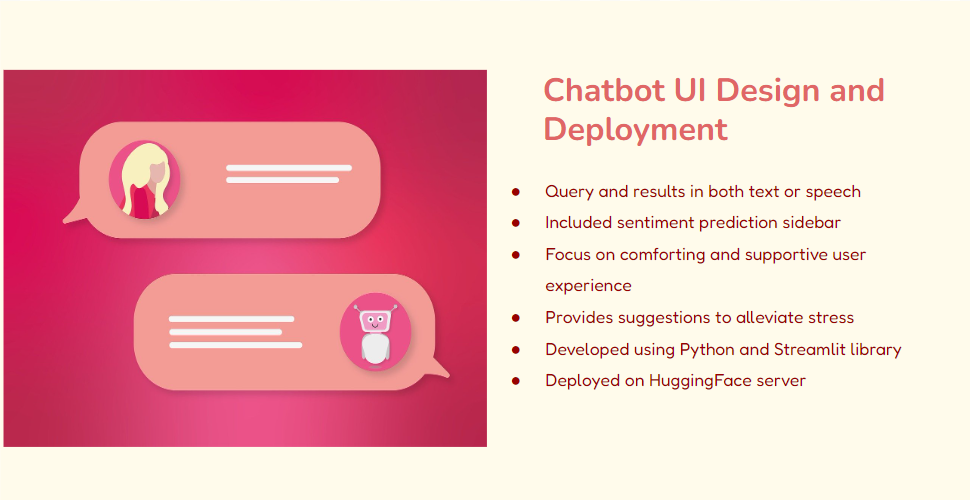 Chatbot UI Design and
Deployment
● Query and results in both text or speech
● Included sentiment prediction sidebar
● Focus on comforting and supportive user
experience
● Provides suggestions to alleviate stress
● Developed using Python and Streamlit library
● Deployed on HuggingFace server